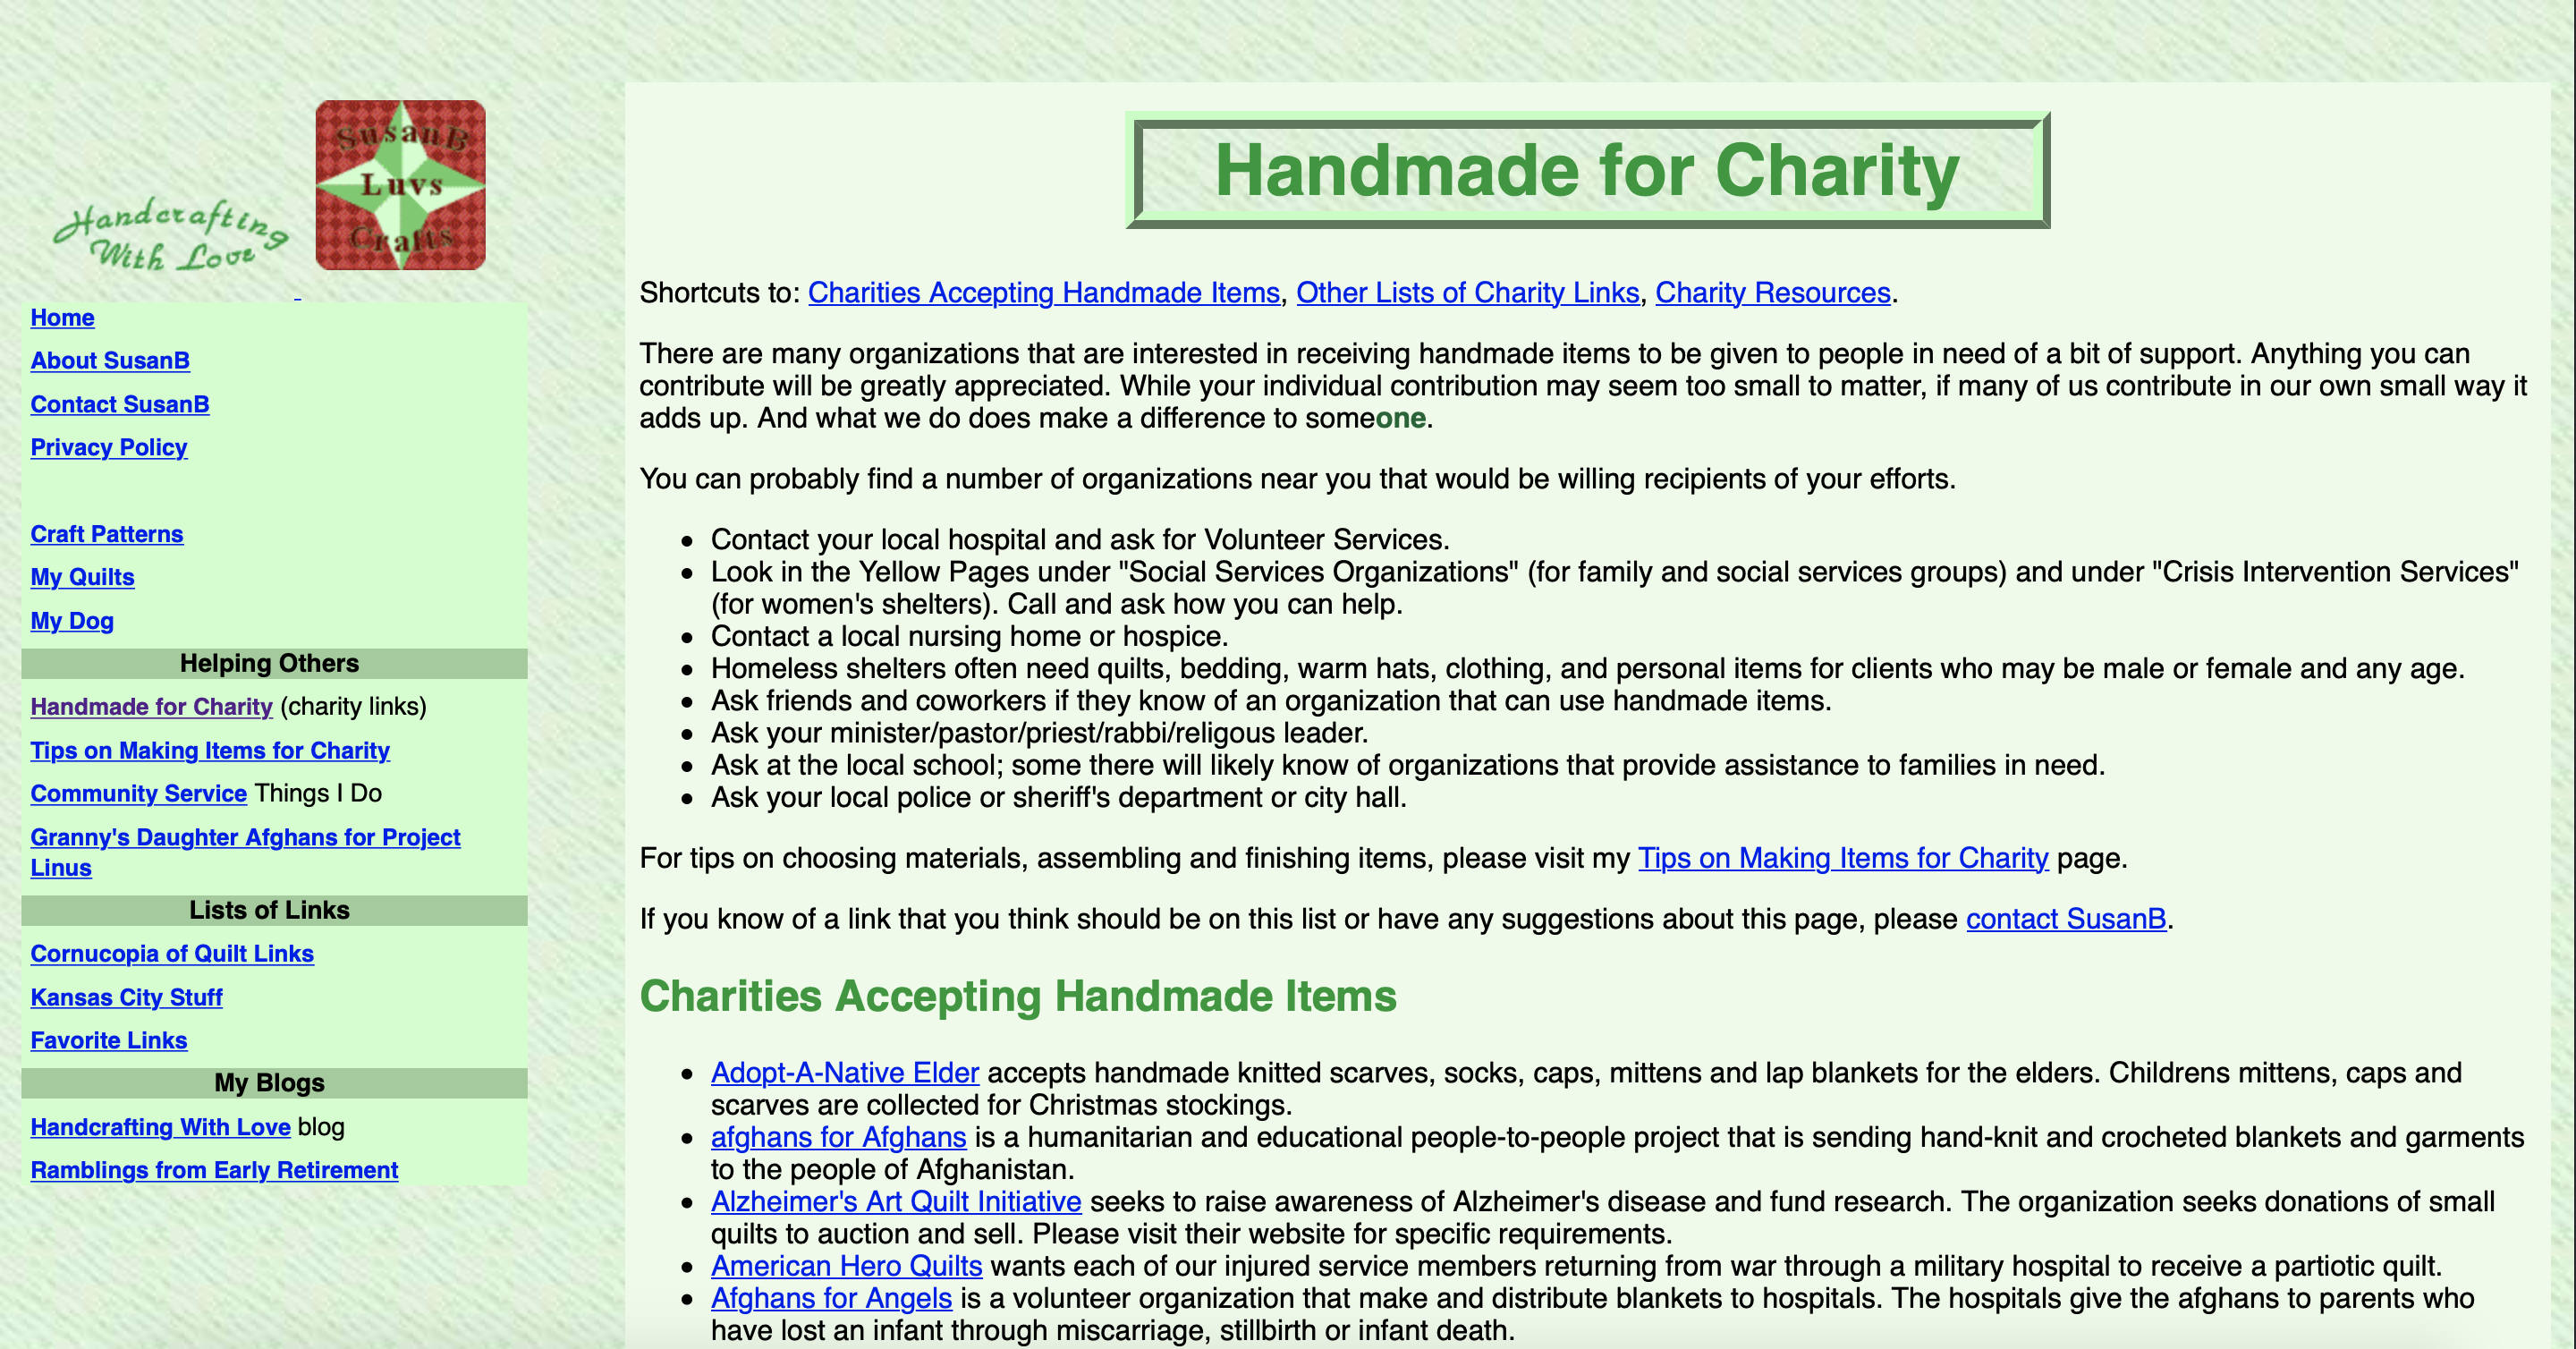 SusanB
Luvs
Crafts
Handcrafting
With Love
Home
About SusanB
Contact SusanB
Privacy Policy
Craft Patterns
My Quilts
My Dog
Helping Others
Handmade for Charity (charity links)
Tips on Making Items for Charity
Community Service Things I Do
Granny's Daughter Afghans for Project
Linus
Lists of Links
Cornucopia of Quilt Links
Kansas City Stuff
Favorite Links
My Blogs
Handcrafting With Love blog
Ramblings from Early Retirement
Handmade for Charity
Shortcuts to: Charities Accepting Handmade Items, Other Lists of Charity Links, Charity Resources.
There are many organizations that are interested in receiving handmade items to be given to people in need of a bit of support. Anything you can
contribute will be greatly appreciated. While your individual contribution may seem too small to matter, if many of us contribute in our own small way it
adds up. And what we do does make a difference to someone.
You can probably find a number of organizations near you that would be willing recipients of your efforts.
• Contact your local hospital and ask for Volunteer Services.
• Look in the Yellow Pages under "Social Services Organizations" (for family and social services groups) and under "Crisis Intervention Services"
(for women's shelters). Call and ask how you can help.
• Contact a local nursing home or hospice.
• Homeless shelters often need quilts, bedding, warm hats, clothing, and personal items for clients who may be male or female and any age.
• Ask friends and coworkers if they know of an organization that can use handmade items.
• Ask your minister/pastor/priest/rabbi/religous leader.
• Ask at the local school; some there will likely know of organizations that provide assistance to families in need.
• Ask your local police or sheriff's department or city hall.
For tips on choosing materials, assembling and finishing items, please visit my Tips on Making Items for Charity page.
If you know of a link that you think should be on this list or have any suggestions about this page, please contact SusanB.
Charities Accepting Handmade Items
• Adopt-A-Native Elder accepts handmade knitted scarves, socks, caps, mittens and lap blankets for the elders. Childrens mittens, caps and
scarves are collected for Christmas stockings.
• afghans for Afghans is a humanitarian and educational people-to-people project that is sending hand-knit and crocheted blankets and garments
to the people of Afghanistan.
• Alzheimer's Art Quilt Initiative seeks to raise awareness of Alzheimer's disease and fund research. The organization seeks donations of small
quilts to auction and sell. Please visit their website for specific requirements.
• American Hero Quilts wants each of our injured service members returning from war through a military hospital to receive a partiotic quilt.
• Afghans for Angels is a volunteer organization that make and distribute blankets to hospitals. The hospitals give the afghans to parents who
have lost an infant through miscarriage, stillbirth or infant death.